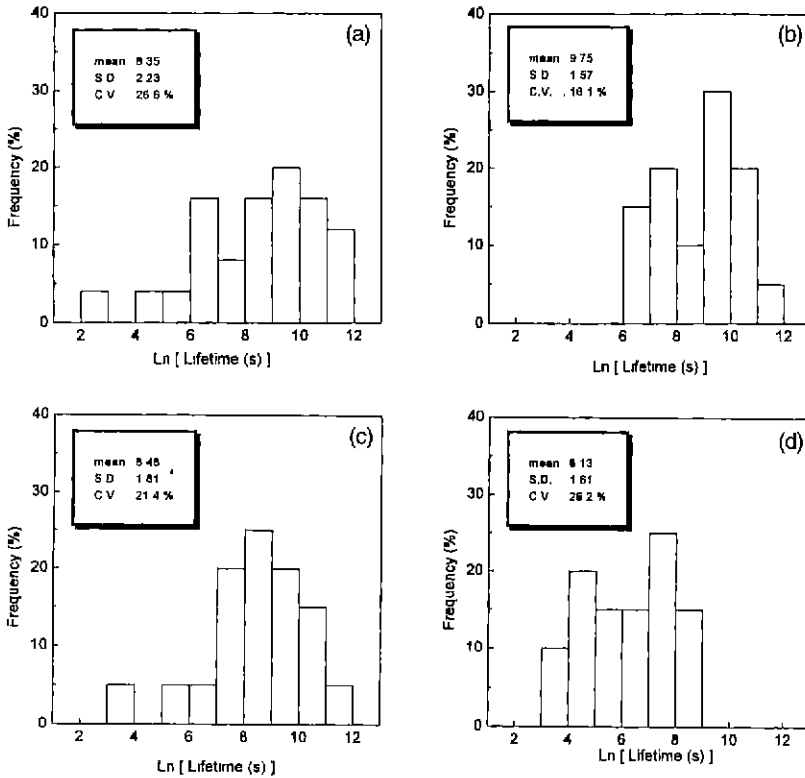 (a)
mean 8 35
S D 2 23
C V 26 6 %
Frequency (%)
40
30
20
10
0
2 4 6 8 10 12
Ln [ Lifetime (s) ]
(b)
mean 9 75
S D 1 57
C.V. . 16 1 %
Frequency (%)
40
30
20
10
0
2 4 6 8 10 12
Ln [ Lifetime (s) ]
(c)
mean 8 46
S D 1 81
C V 21 4 %
Frequency (%)
40
30
20
10
0
2 4 6 8 10 12
Ln [ Lifetime (s) ]
(d)
mean 6 13
S.D. 1 61
C V 26 2 %
Frequency (%)
40
30
20
10
0
2 4 6 8 10 12
Ln [ Lifetime (s) ]